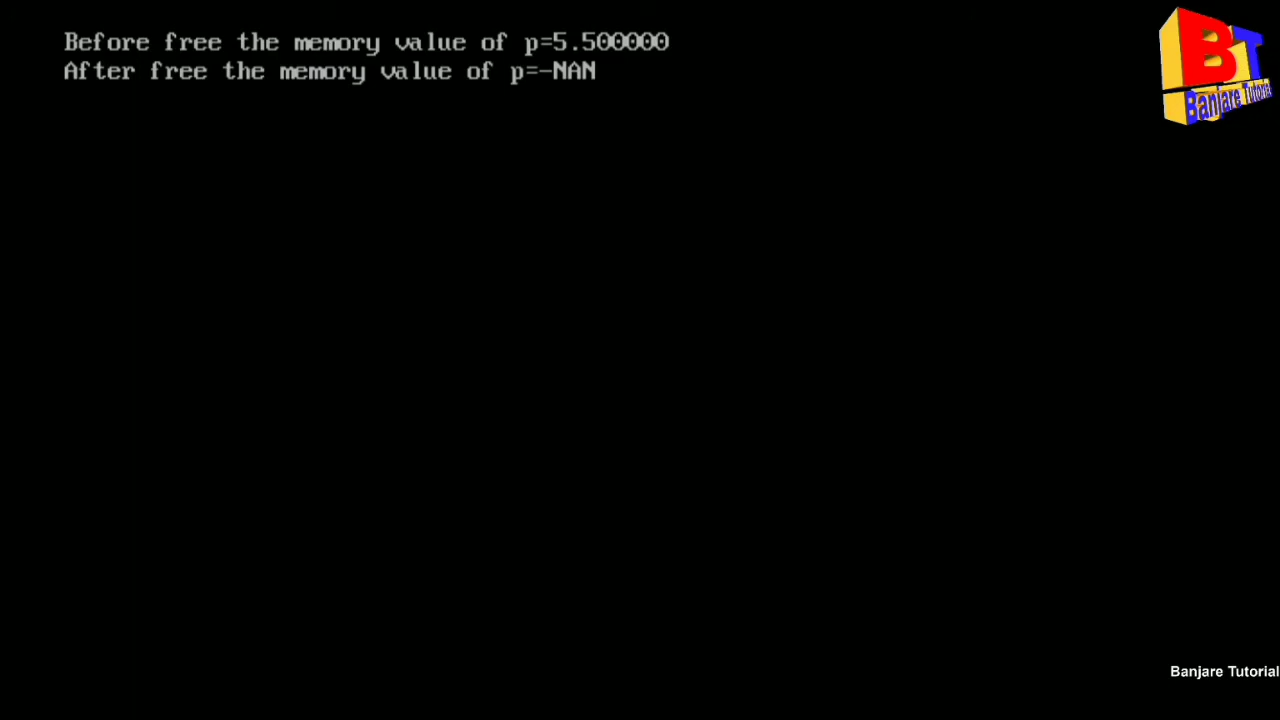 Before free the memory value of p=5.500000
After free the memory value of p=-NAN
BT
Banjare Tutorial
Banjare Tutorial